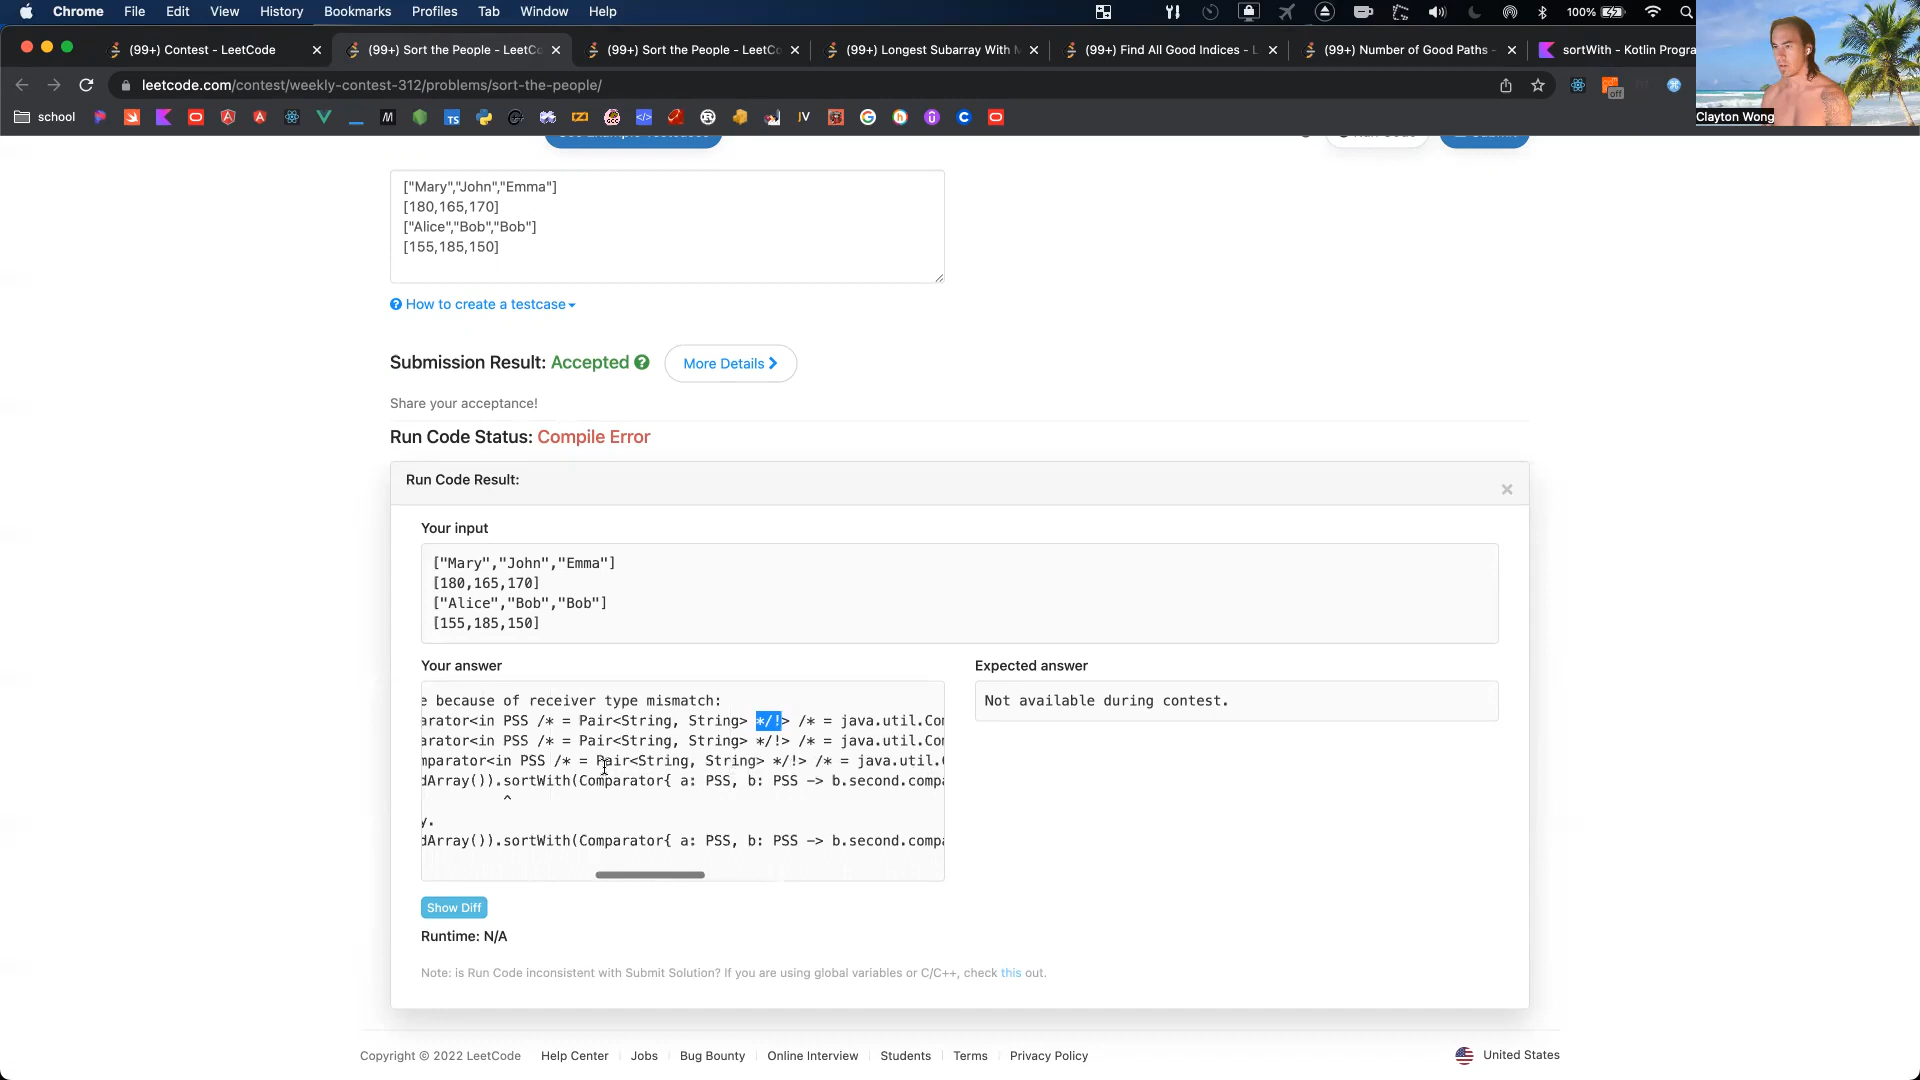 Chrome File Edit View History Bookmarks Profiles Tab Window Help 100%
(99+) Contest - LeetCode
(99+) Sort the People - LeetCo
(99+) Sort the People - LeetCo
(99+) Longest Subarray With M
(99+) Find All Good Indices - L
(99+) Number of Good Paths -
sortWith - Kotlin Progra
leetcode.com/contest/weekly-contest-312/problems/sort-the-people/
off
school
Clayton Wong
["Mary","John","Emma"]
[180,165,170]
["Alice","Bob","Bob"]
[155,185,150]
How to create a testcase
Submission Result: Accepted
More Details
Share your acceptance!
Run Code Status: Compile Error
Run Code Result:
Your input
["Mary","John","Emma"]
[180,165,170]
["Alice","Bob","Bob"]
[155,185,150]
Your answer
Expected answer
e because of receiver type mismatch:
arator<in PSS /* = Pair<String, String> */!> /* = java.util.Com
arator<in PSS /* = Pair<String, String> */!> /* = java.util.Com
mparator<in PSS /* = Pair<String, String> */!> /* = java.util.C
dArray()).sortWith(Comparator{ a: PSS, b: PSS -> b.second.compa
^
y.
dArray()).sortWith(Comparator{ a: PSS, b: PSS -> b.second.compa
Not available during contest.
Show Diff
Runtime: N/A
Note: is Run Code inconsistent with Submit Solution? If you are using global variables or C/C++, check this out.
Copyright © 2022 LeetCode Help Center Jobs Bug Bounty Online Interview Students Terms Privacy Policy United States